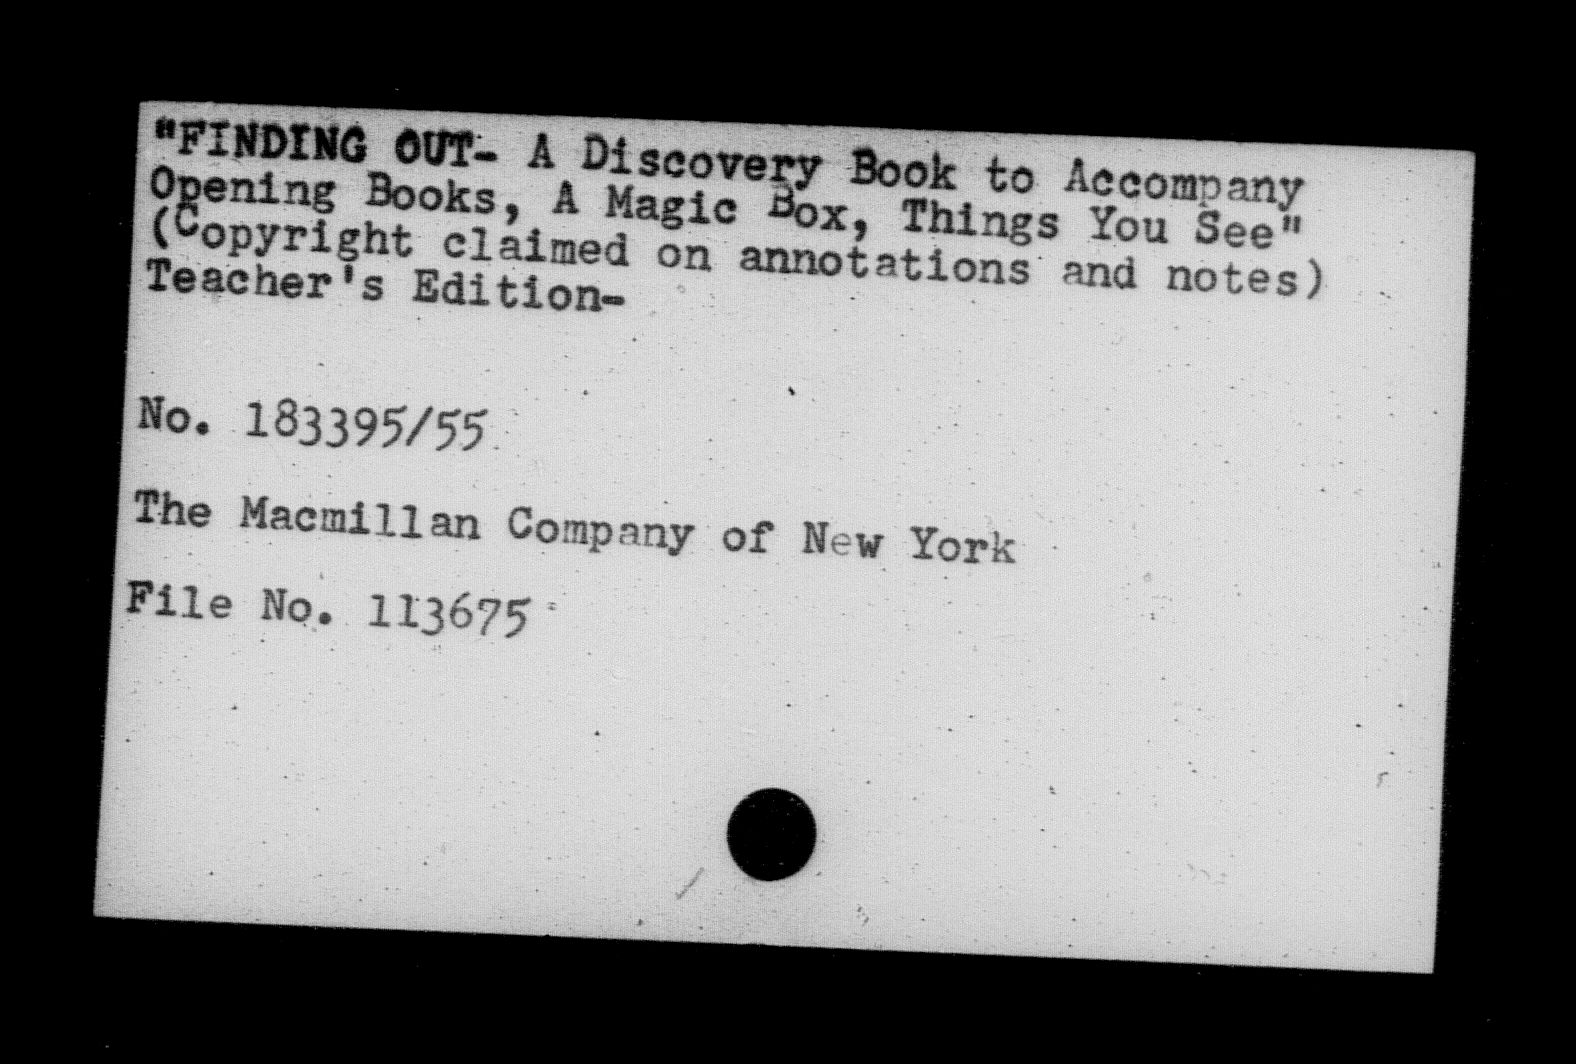 "FINDING OUT- A Discovery Book to Accompany
Opening Books, A Magic Box, Things You See"
(Copyright claimed on annotations and notes)
Teacher's Edition-
No. 183395/55
The Macmillan Company of New York
File No. 113675